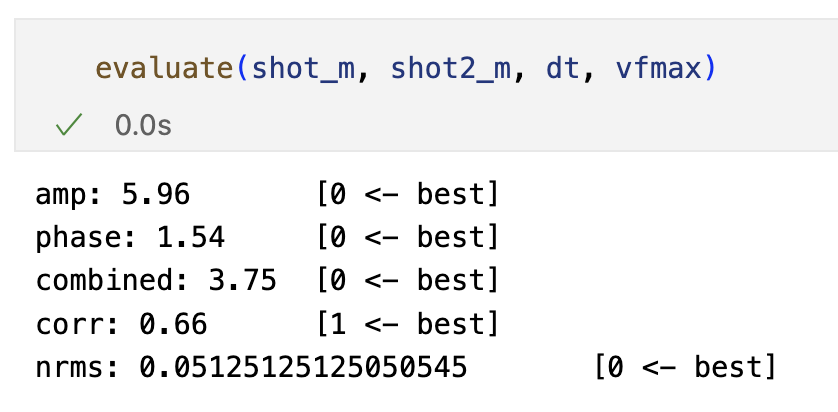 evaluate(shot_m, shot2_m, dt, vfmax)
0.0s
amp: 5.96 [0 <- best]
phase: 1.54 [0 <- best]
combined: 3.75 [0 <- best]
corr: 0.66 [1 <- best]
nrms: 0.05125125125050545 [0 <- best]